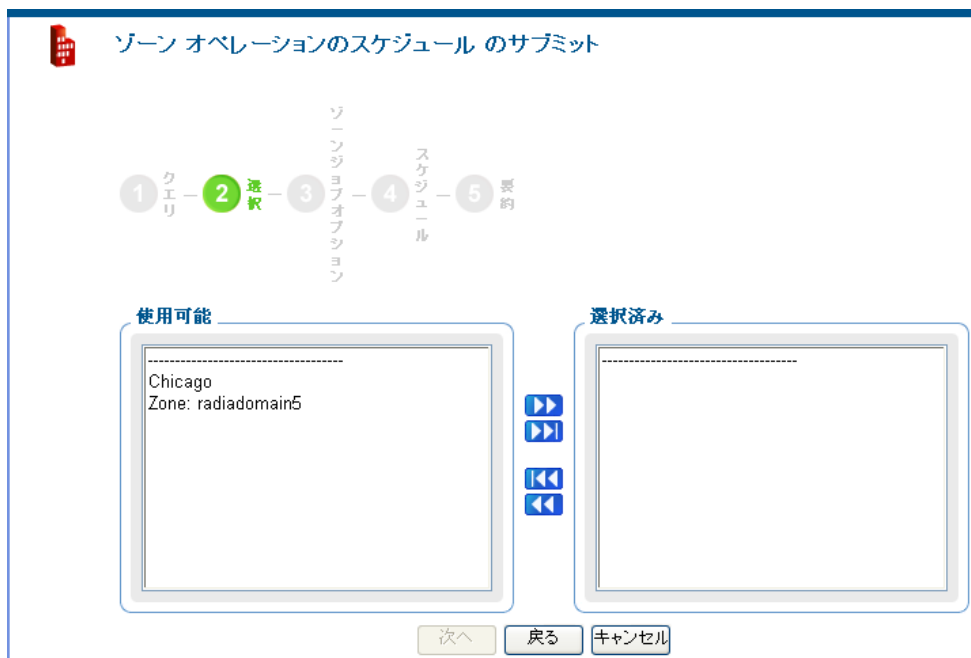 ゾーン オペレーションのスケジュール のサブミット
1 クエリ
2 選択
3 ゾーンジョブオプション
4 スケジュール
5 要約
使用可能
----------------------------------
Chicago
Zone: radiadomain5
選択済み
----------------------------------
次へ 戻る キャンセル